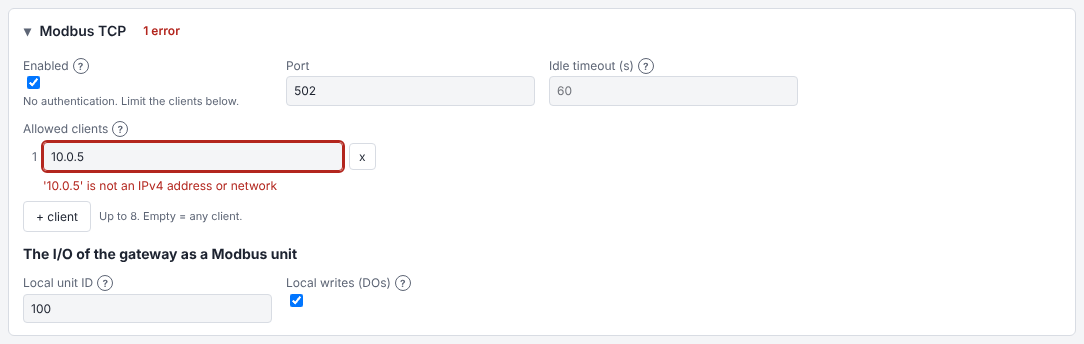 ▼ Modbus TCP 1 error
Enabled ? Port Idle timeout (s) ?
502 60
No authentication. Limit the clients below.
Allowed clients ?
1 10.0.5 x
'10.0.5' is not an IPv4 address or network
+ client Up to 8. Empty = any client.
The I/O of the gateway as a Modbus unit
Local unit ID ? Local writes (DOs) ?
100